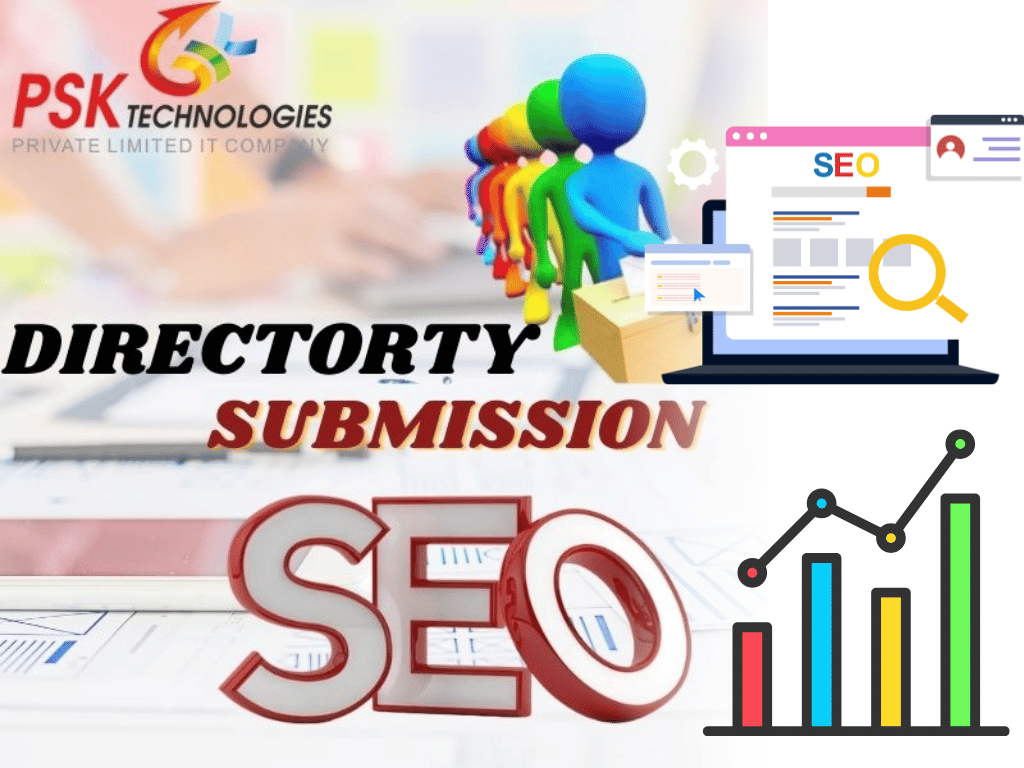 PSK TECHNOLOGIES
PRIVATE LIMITED IT COMPANY
SEO
DIRECTORTY
SUBMISSION
SEO